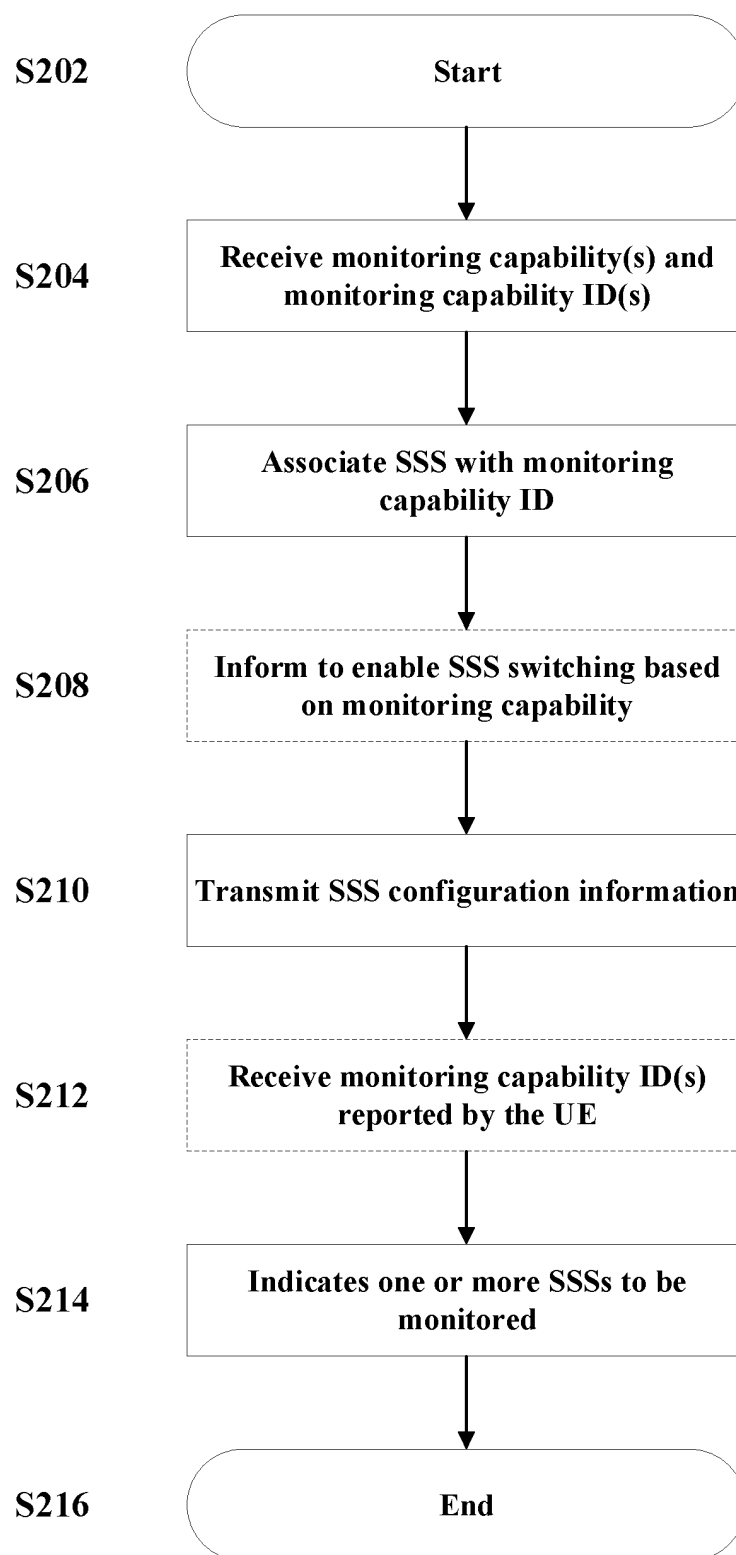 S202
Start
S204
Receive monitoring capability(s) and
monitoring capability ID(s)
S206
Associate SSS with monitoring
capability ID
S208
Inform to enable SSS switching based
on monitoring capability
S210
Transmit SSS configuration information
S212
Receive monitoring capability ID(s)
reported by the UE
S214
Indicates one or more SSSs to be
monitored
S216
End